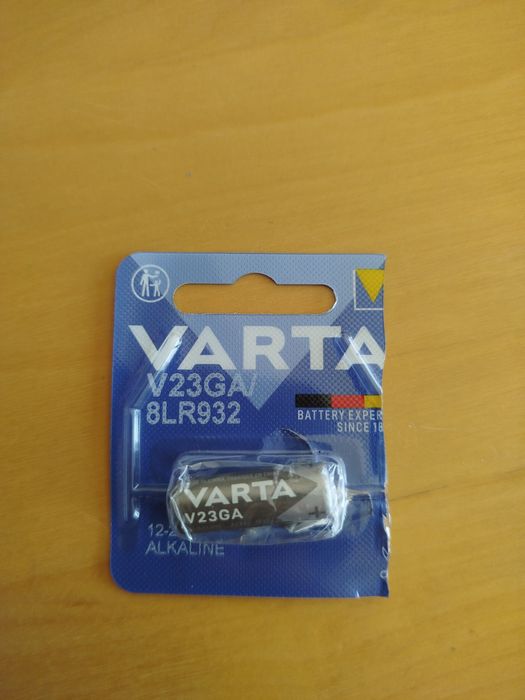 VARTA
V23GA/
8LR932
BATTERY EXPER
SINCE 18
VARTA
V23GA
+
12-
ALKALINE